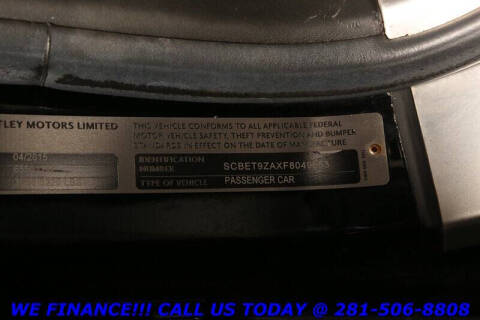 TLEY MOTORS LIMITED
THIS VEHICLE CONFORMS TO ALL APPLICABLE FEDERAL
MOTOR VEHICLE SAFETY, THEFT PREVENTION AND BUMPER
STANDARDS IN EFFECT ON THE DATE OF MANUFACTURE
04/2015
IDENTIFICATION
NUMBER
TYPE OF VEHICLE
PASSENGER CAR
WE FINANCE!!! CALL US TODAY @ 281-506-8808